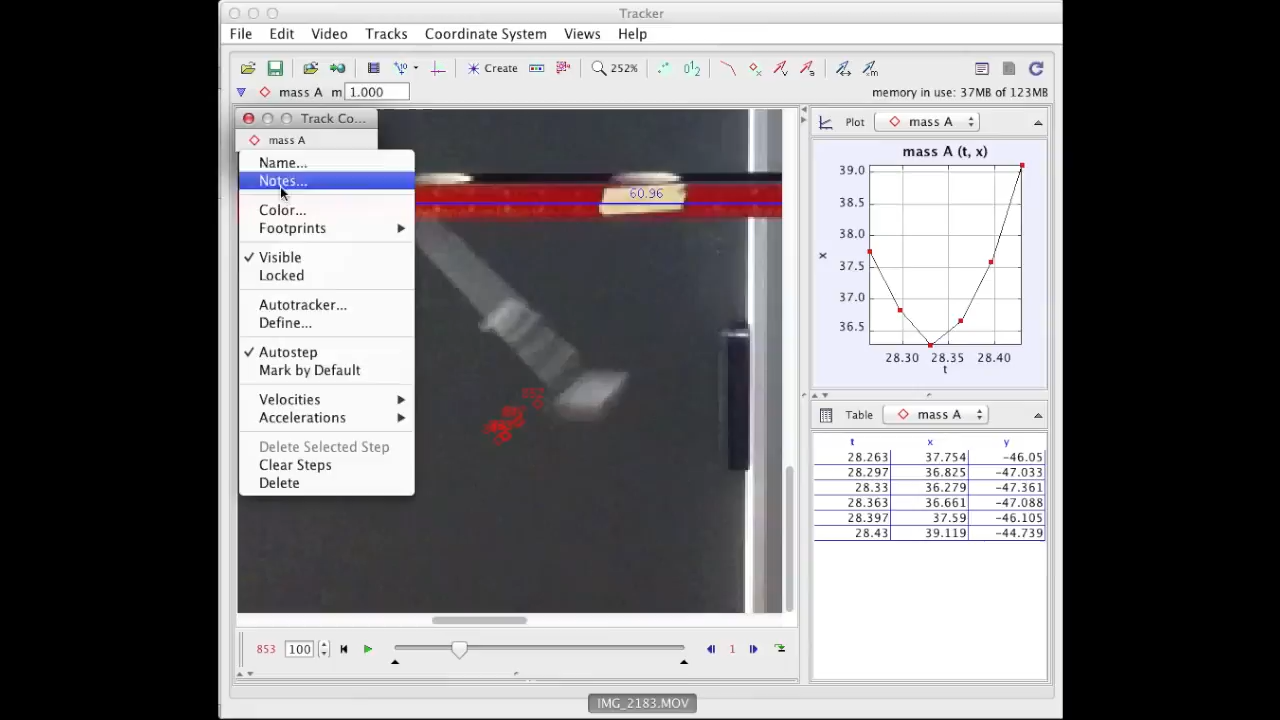 Tracker
File Edit Video Tracks Coordinate System Views Help
Create 252%
mass A m 1.000 memory in use: 37MB of 123MB
Track Co...
mass A
Name...
Notes...
Color...
Footprints
Visible
Locked
Autotracker...
Define...
Autostep
Mark by Default
Velocities
Accelerations
Delete Selected Step
Clear Steps
Delete
60.96
853 100 1
Plot mass A
mass A (t, x)
39.0
38.5
38.0
37.5
37.0
36.5
x
28.30 28.35 28.40
t
Table mass A
t x y
28.263 37.754 -46.05
28.297 36.825 -47.033
28.33 36.279 -47.361
28.363 36.661 -47.088
28.397 37.59 -46.105
28.43 39.119 -44.739
IMG_2183.MOV